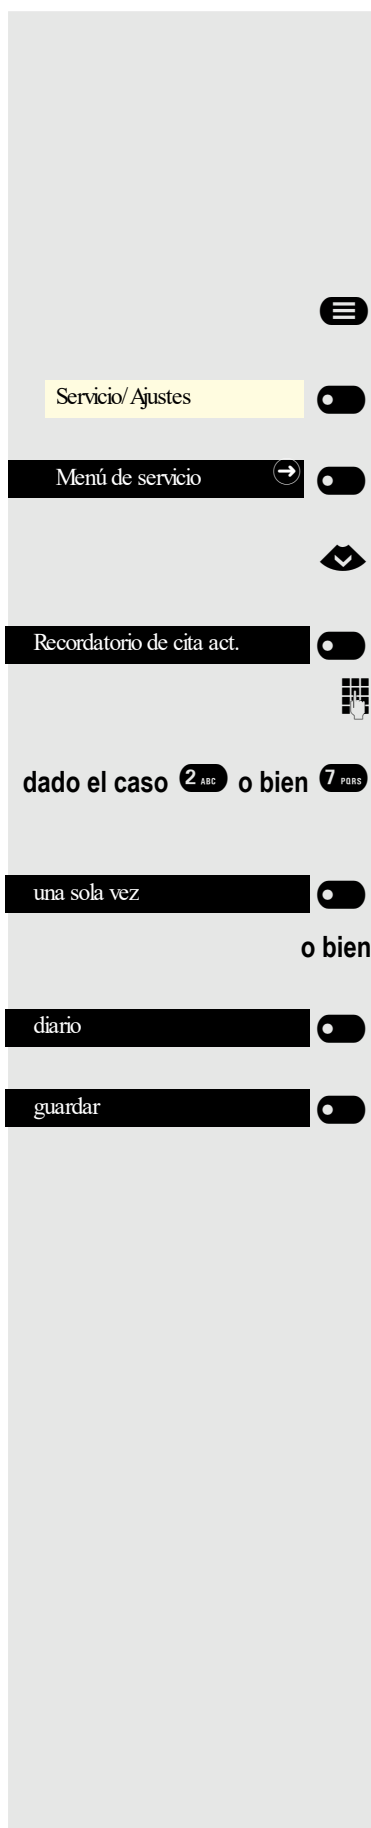 Servicio/Ajustes
Menú de servicio
Recordatorio de cita act.
dado el caso 2 ABC o bien 7 PQRS
una sola vez
o bien
diario
guardar